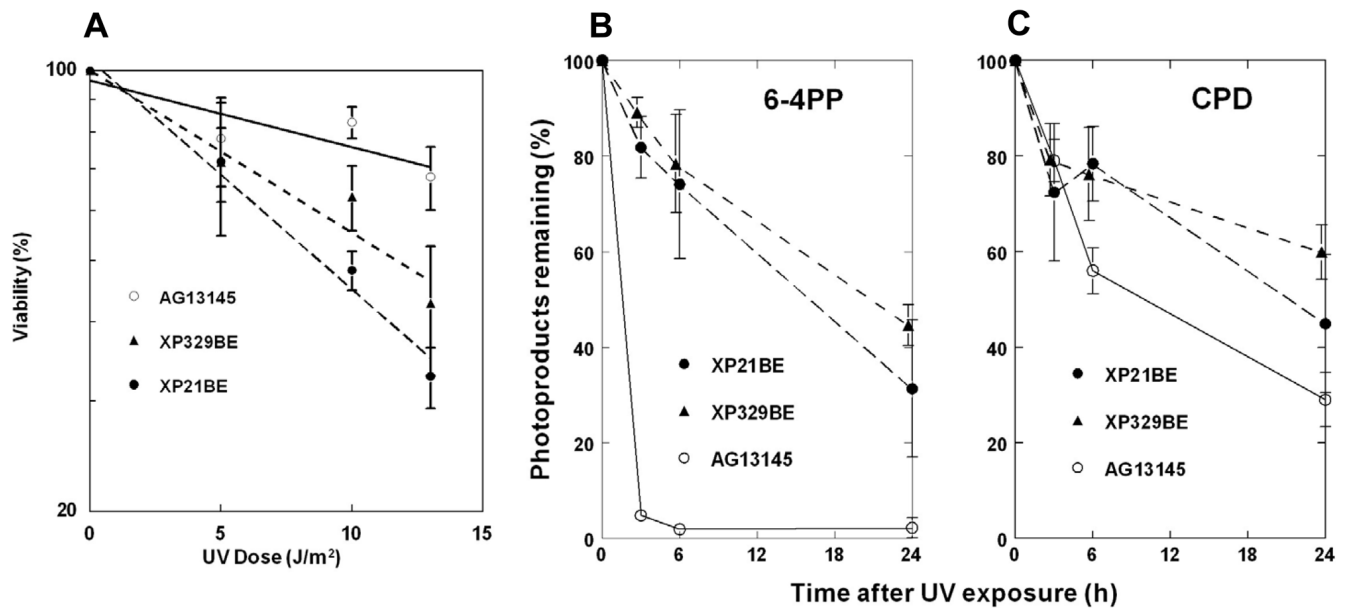 A
100
Viability (%)
AG13145
XP329BE
XP21BE
20
0
5
10
15
UV Dose (J/m²)
B
6-4PP
Photoproducts remaining (%)
100
80
60
40
20
0
XP21BE
XP329BE
AG13145
0
6
12
18
24
C
CPD
100
80
60
40
20
0
XP21BE
XP329BE
AG13145
0
6
12
18
24
Time after UV exposure (h)